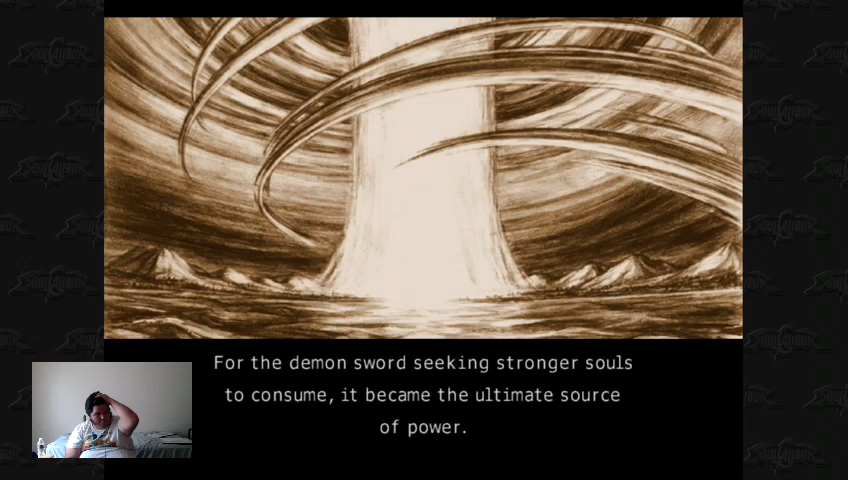 For the demon sword seeking stronger souls
to consume, it became the ultimate source
of power.